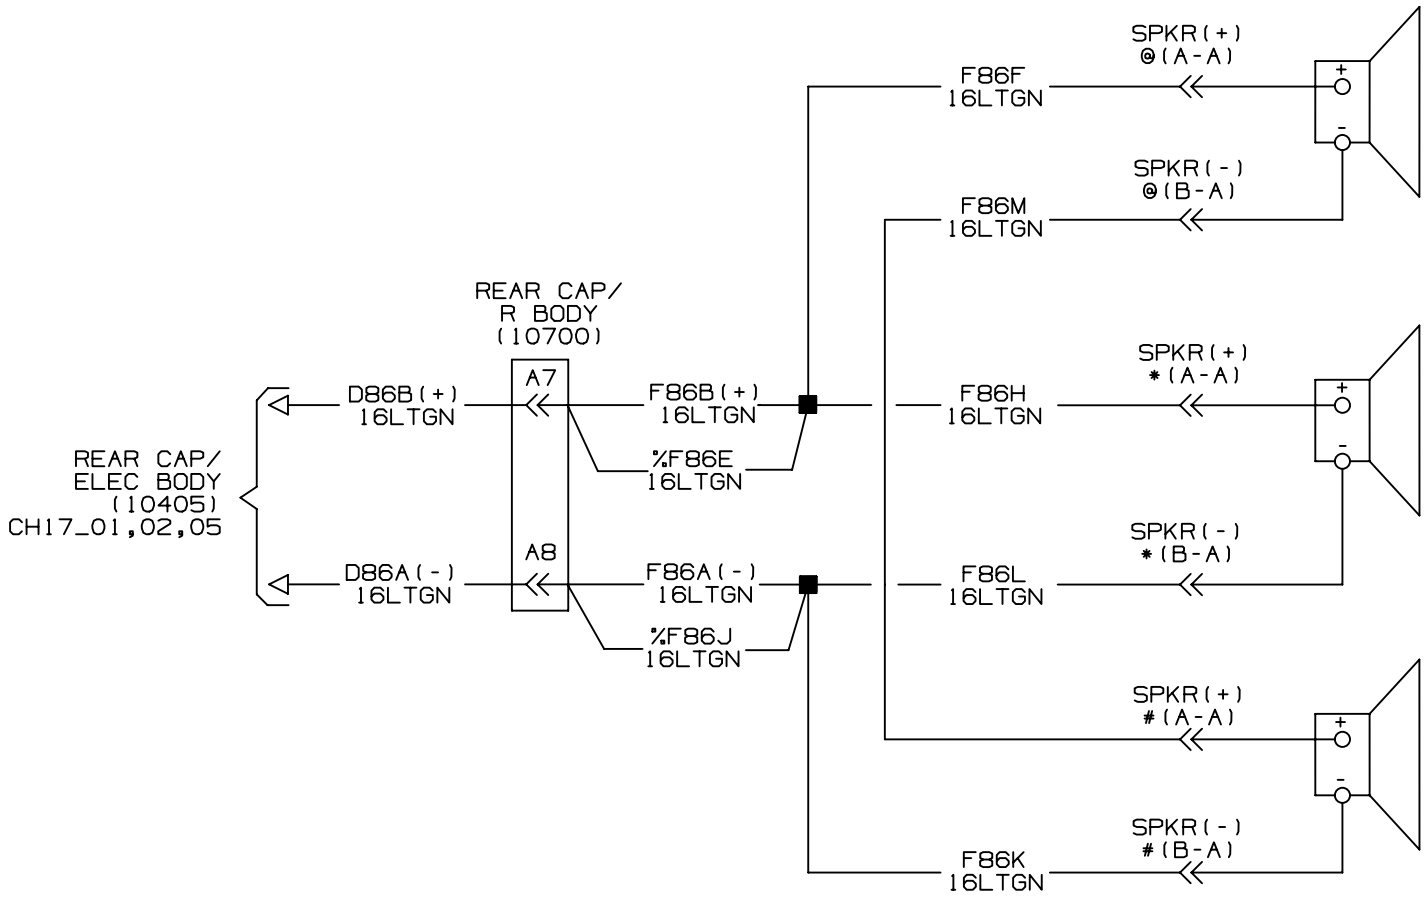 SPKR(+)
@(A-A)
F86F
16LTGN
+
-
SPKR(-)
@(B-A)
F86M
16LTGN
REAR CAP/
R BODY
(10700)
SPKR(+)
*(A-A)
A7
D86B(+)
16LTGN
F86B(+)
16LTGN
F86H
16LTGN
+
-
%F86E
16LTGN
REAR CAP/
ELEC BODY
(10405)
CH17_01,02,05
SPKR(-)
*(B-A)
A8
D86A(-)
16LTGN
F86A(-)
16LTGN
F86L
16LTGN
%F86J
16LTGN
SPKR(+)
#(A-A)
+
-
SPKR(-)
#(B-A)
F86K
16LTGN